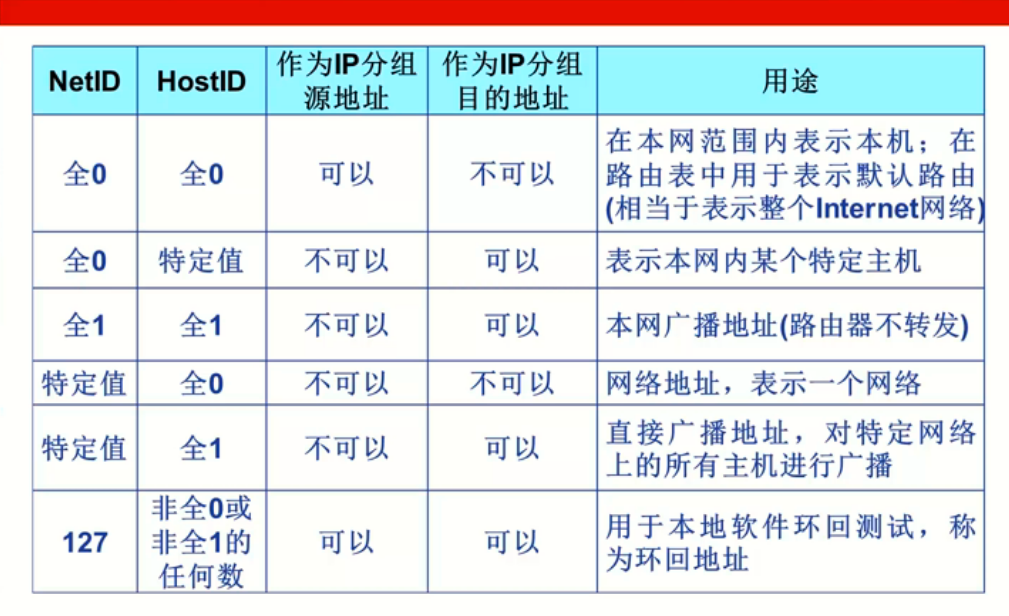 NetID
HostID
作为IP分组
源地址
作为IP分组
目的地址
用途
全0
全0
可以
不可以
在本网范围内表示本机；在
路由表中用于表示默认路由
(相当于表示整个Internet网络)
全0
特定值
不可以
可以
表示本网内某个特定主机
全1
全1
不可以
可以
本网广播地址(路由器不转发)
特定值
全0
不可以
不可以
网络地址，表示一个网络
特定值
全1
不可以
可以
直接广播地址，对特定网络
上的所有主机进行广播
127
非全0或
非全1的
任何数
可以
可以
用于本地软件环回测试，称
为环回地址